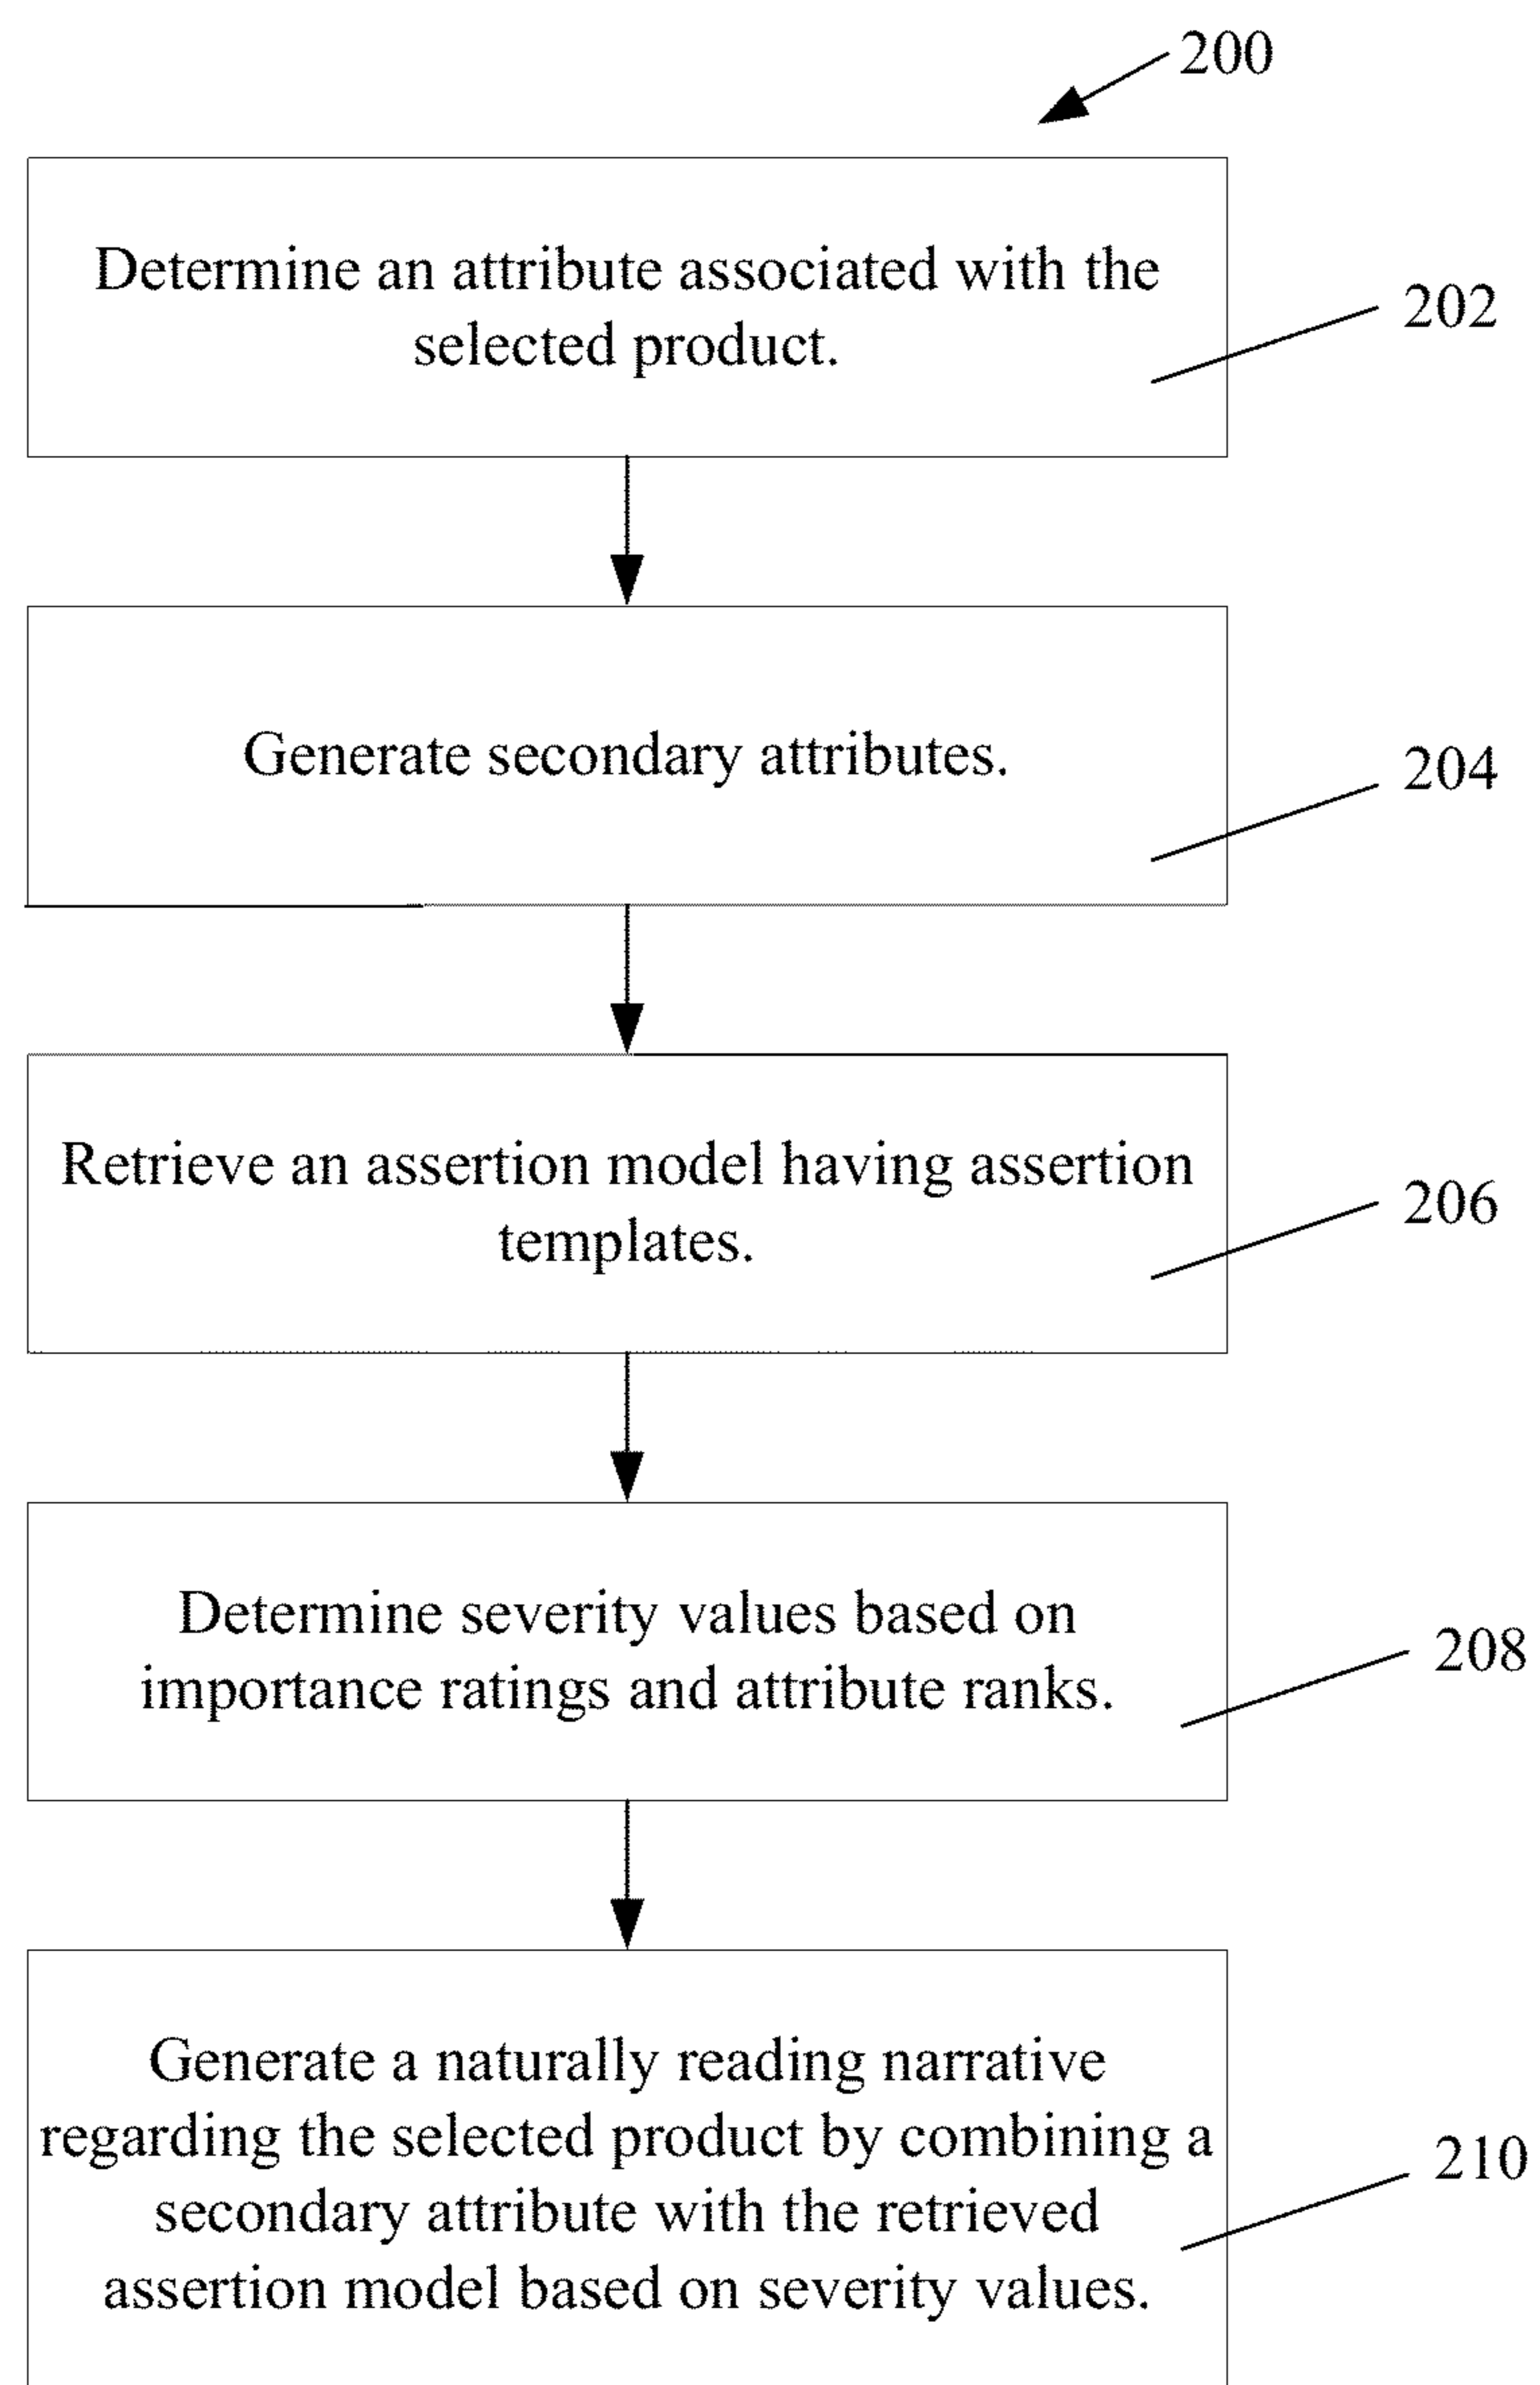 200
Determine an attribute associated with the
selected product.
202
Generate secondary attributes.
204
Retrieve an assertion model having assertion
templates.
206
Determine severity values based on
importance ratings and attribute ranks.
208
Generate a naturally reading narrative
regarding the selected product by combining a
secondary attribute with the retrieved
assertion model based on severity values.
210